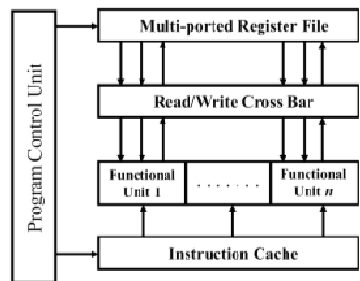 Program Control Unit
Multi-ported Register File
Read/Write Cross Bar
Functional
Unit 1
. . . . . . .
Functional
Unit n
Instruction Cache